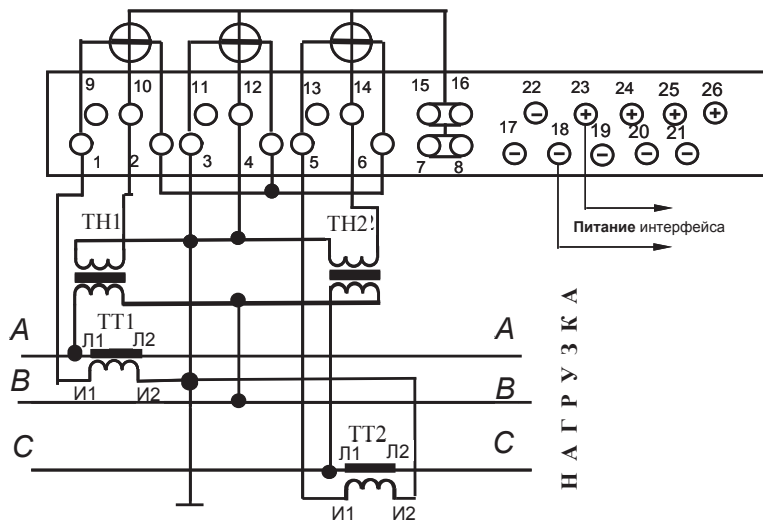 9 10 11 12 13 14 15 16 22 23 24 25 26
17 18 19 20 21
1 2 3 4 5 6 7 8
ТН1 ТН2
Питание интерфейса
A ТТ1 A
Л1 Л2
B И1 И2 B
C ТТ2 C
Л1 Л2
И1 И2
НАГРУЗКА